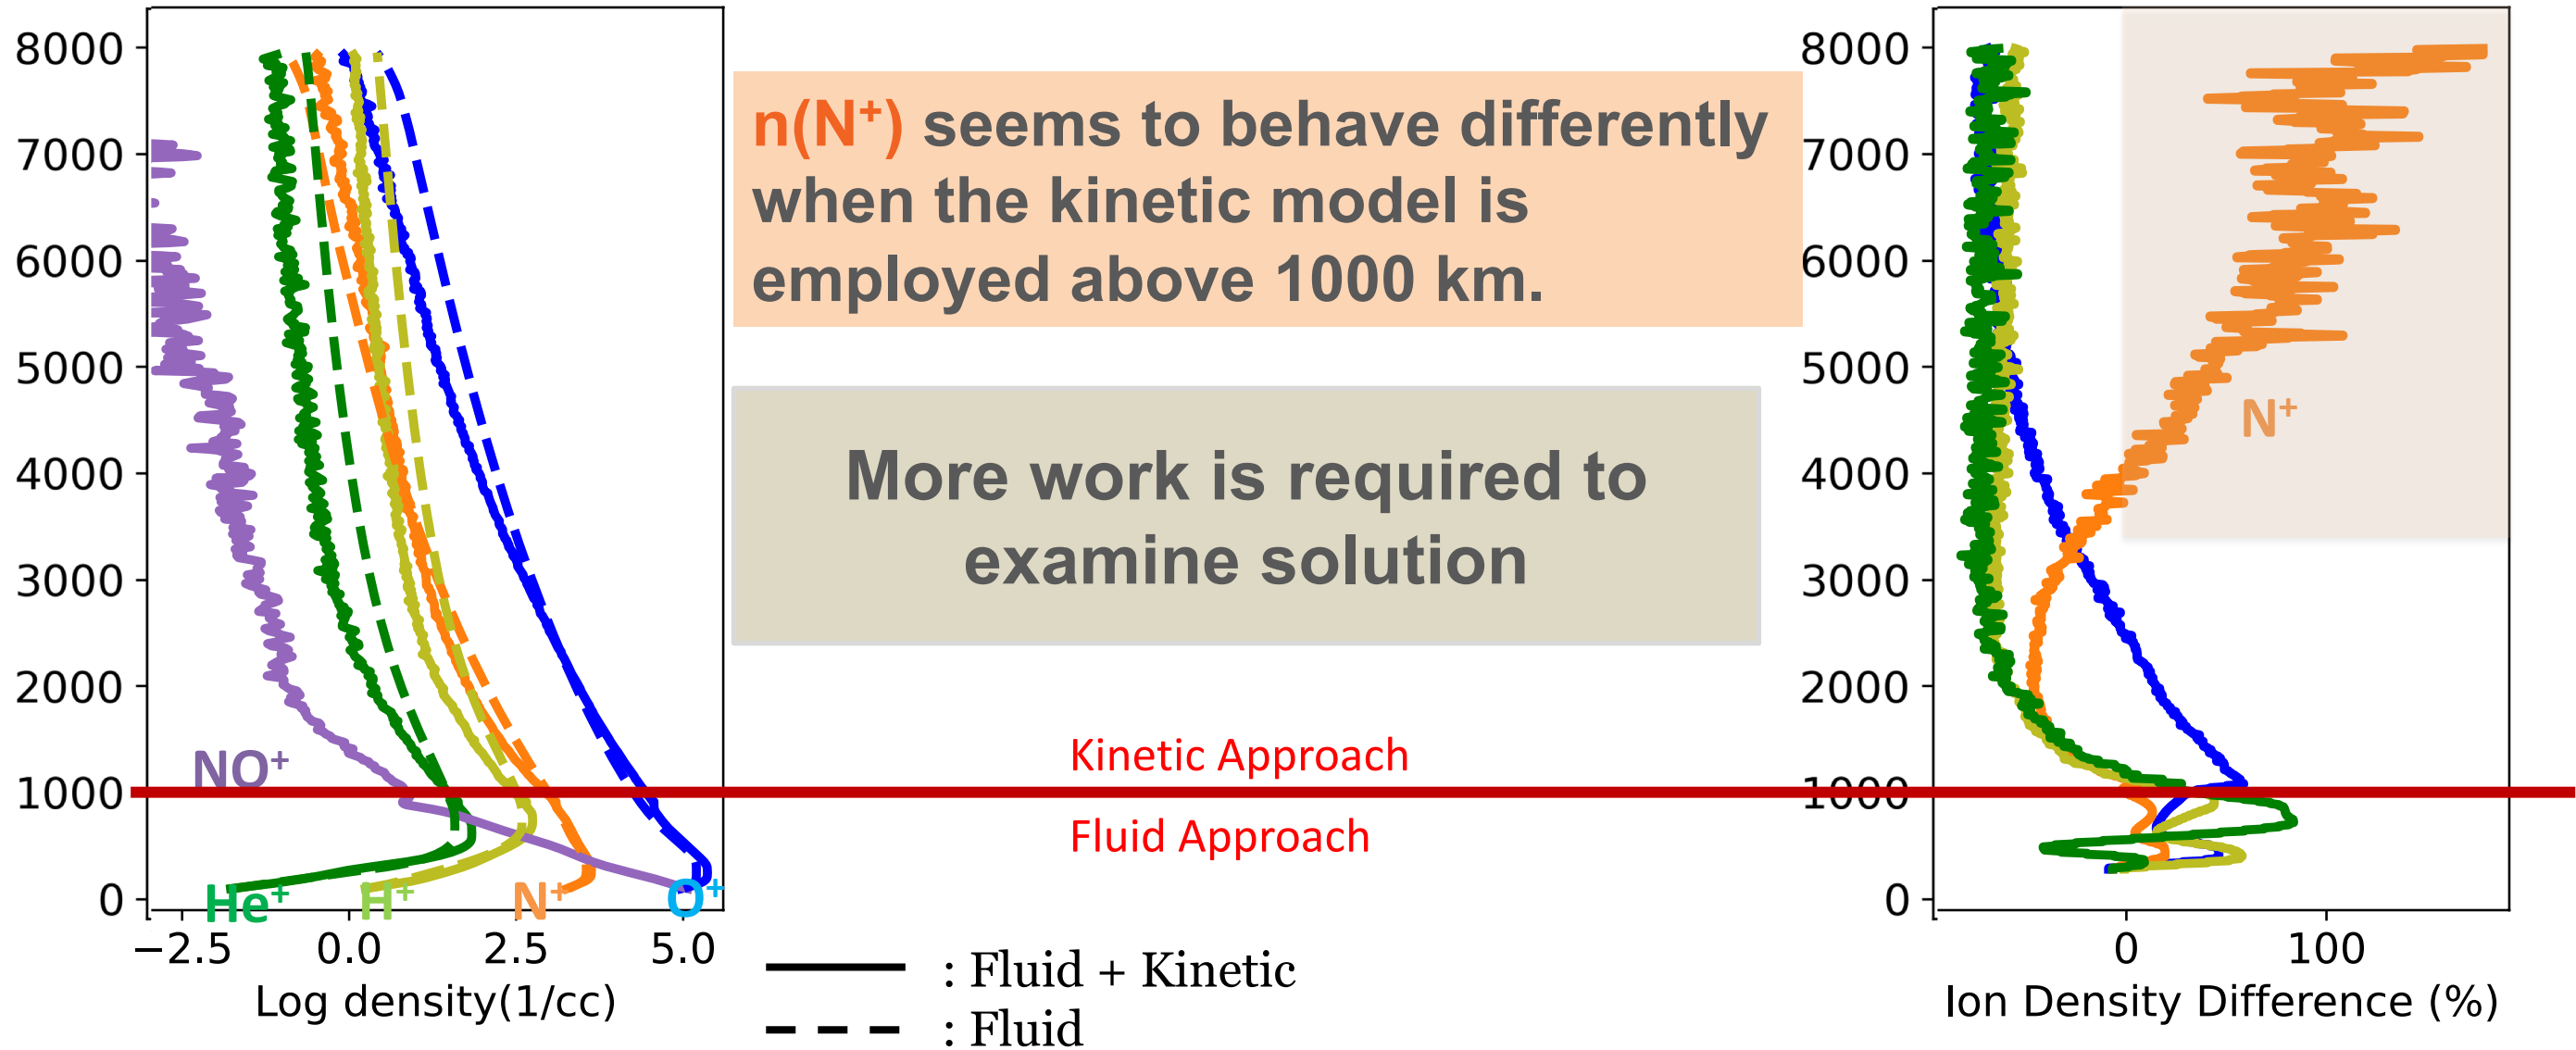 8000
7000
6000
5000
4000
3000
2000
1000
0
NO⁺
He⁺
H⁺
N⁺
O⁺
−2.5
0.0
2.5
5.0
Log density(1/cc)
n(N⁺) seems to behave differently
when the kinetic model is
employed above 1000 km.
More work is required to
examine solution
Kinetic Approach
Fluid Approach
: Fluid + Kinetic
: Fluid
8000
7000
6000
5000
4000
3000
2000
1000
0
N⁺
0
100
Ion Density Difference (%)